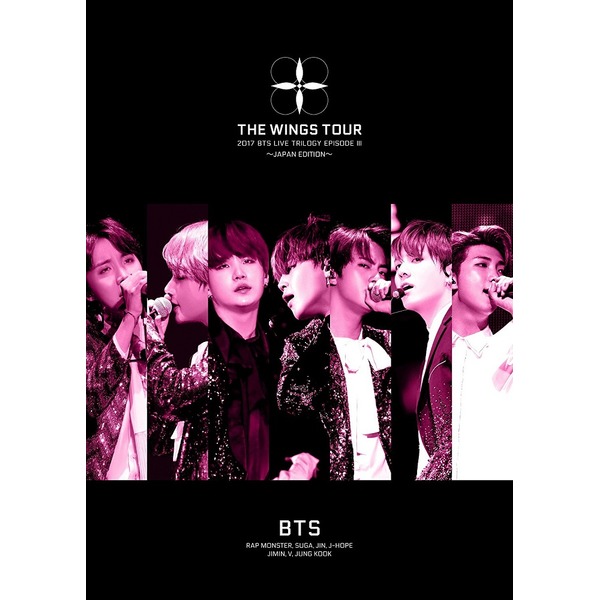 THE WINGS TOUR
2017 BTS LIVE TRILOGY EPISODE III
～JAPAN EDITION～
BTS
RAP MONSTER, SUGA, JIN, J-HOPE
JIMIN, V, JUNG KOOK